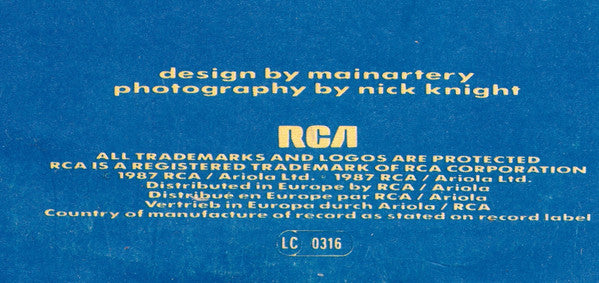 design by mainartery
photography by nick knight
RCA
ALL TRADEMARKS AND LOGOS ARE PROTECTED
RCA IS A REGISTERED TRADEMARK OF RCA CORPORATION
1987 RCA / Ariola Ltd. · 1987 RCA / Ariola Ltd.
Distributed in Europe by RCA / Ariola
Distribué en Europe par RCA / Ariola
Vertrieb in Europa durch Ariola / RCA
Country of manufacture of record as stated on record label
LC 0316